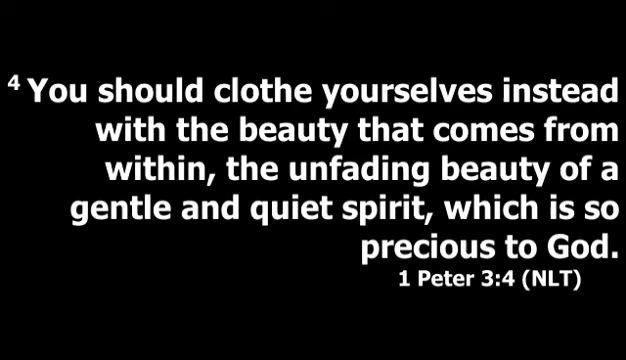 4 You should clothe yourselves instead
with the beauty that comes from
within, the unfading beauty of a
gentle and quiet spirit, which is so
precious to God.
1 Peter 3:4 (NLT)